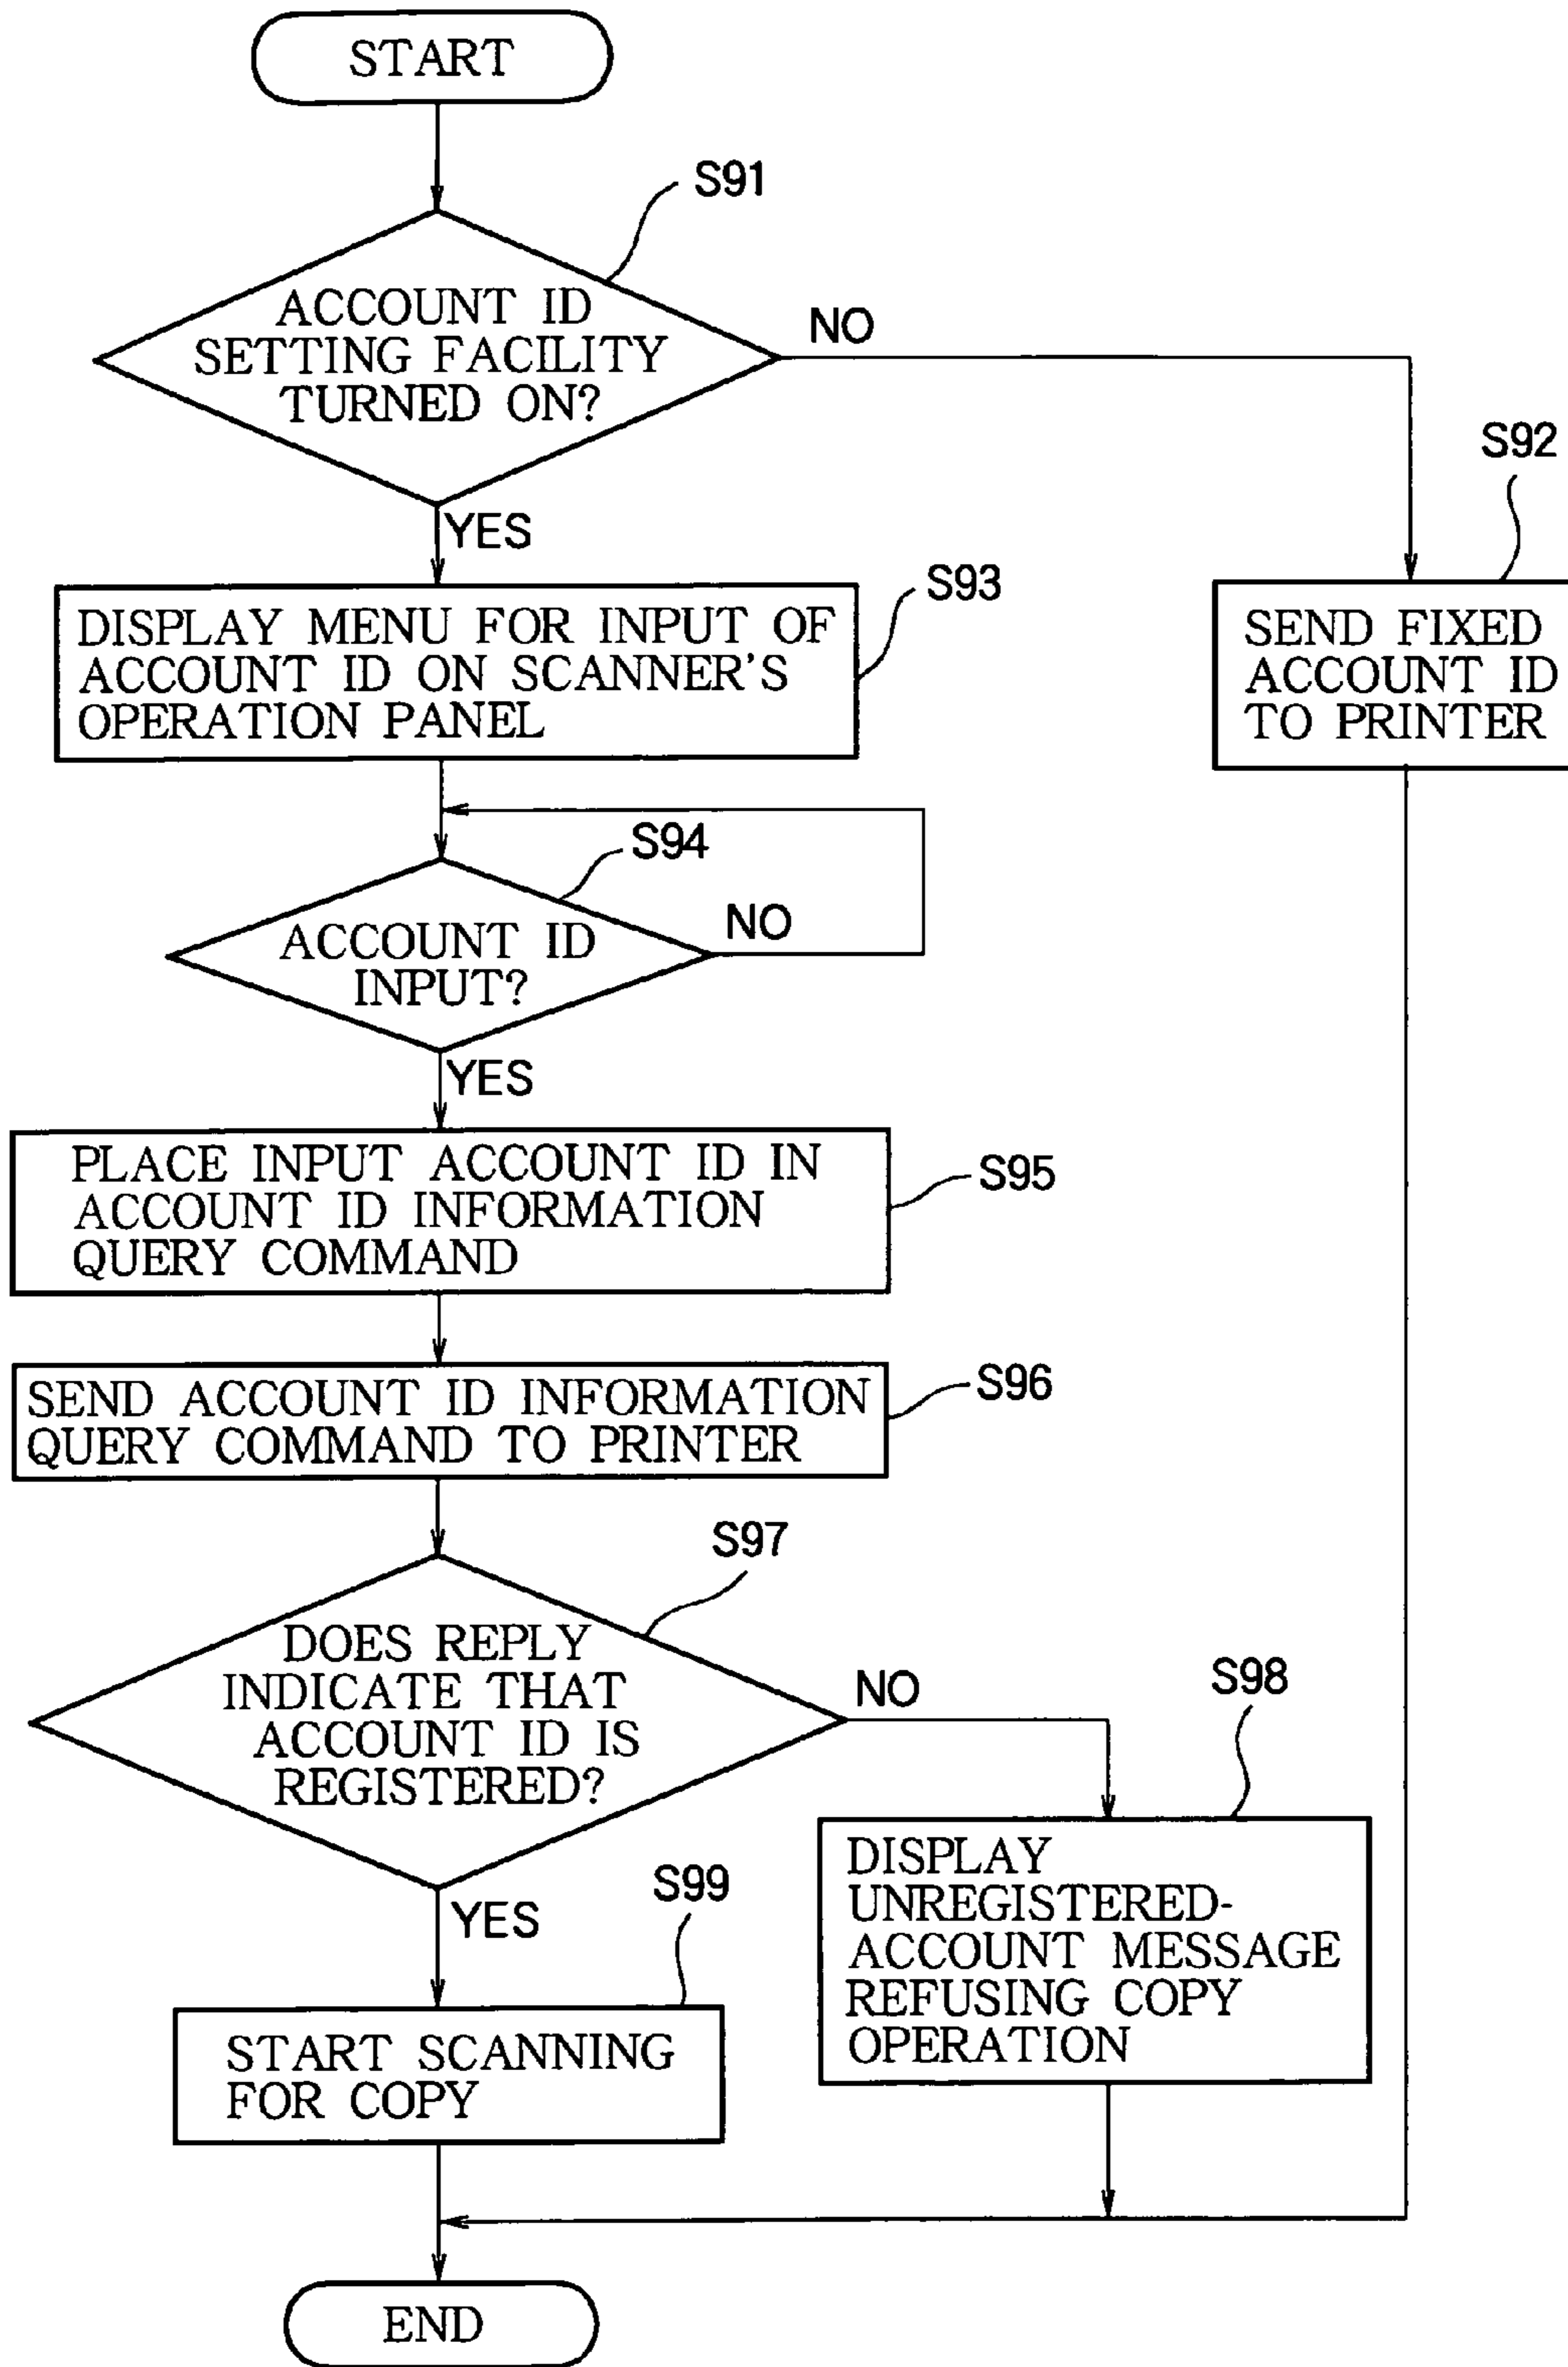 START
S91
ACCOUNT ID
SETTING FACILITY
TURNED ON?
NO
YES
S92
SEND FIXED
ACCOUNT ID
TO PRINTER
S93
DISPLAY MENU FOR INPUT OF
ACCOUNT ID ON SCANNER'S
OPERATION PANEL
S94
ACCOUNT ID
INPUT?
NO
YES
PLACE INPUT ACCOUNT ID IN
ACCOUNT ID INFORMATION
QUERY COMMAND
S95
SEND ACCOUNT ID INFORMATION
QUERY COMMAND TO PRINTER
S96
S97
DOES REPLY
INDICATE THAT
ACCOUNT ID IS
REGISTERED?
NO
YES
S98
DISPLAY
UNREGISTERED-
ACCOUNT MESSAGE
REFUSING COPY
OPERATION
S99
START SCANNING
FOR COPY
END